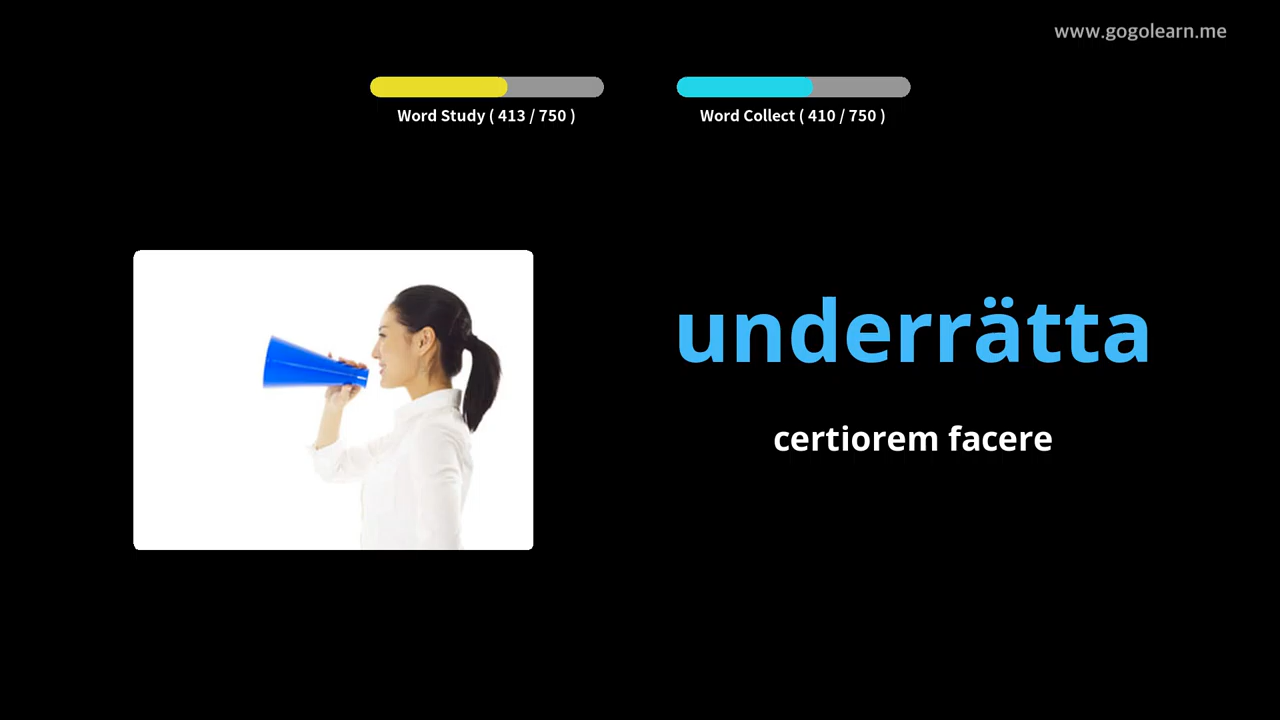 www.gogolearn.me
Word Study ( 413 / 750 )
Word Collect ( 410 / 750 )
underrätta
certiorem facere